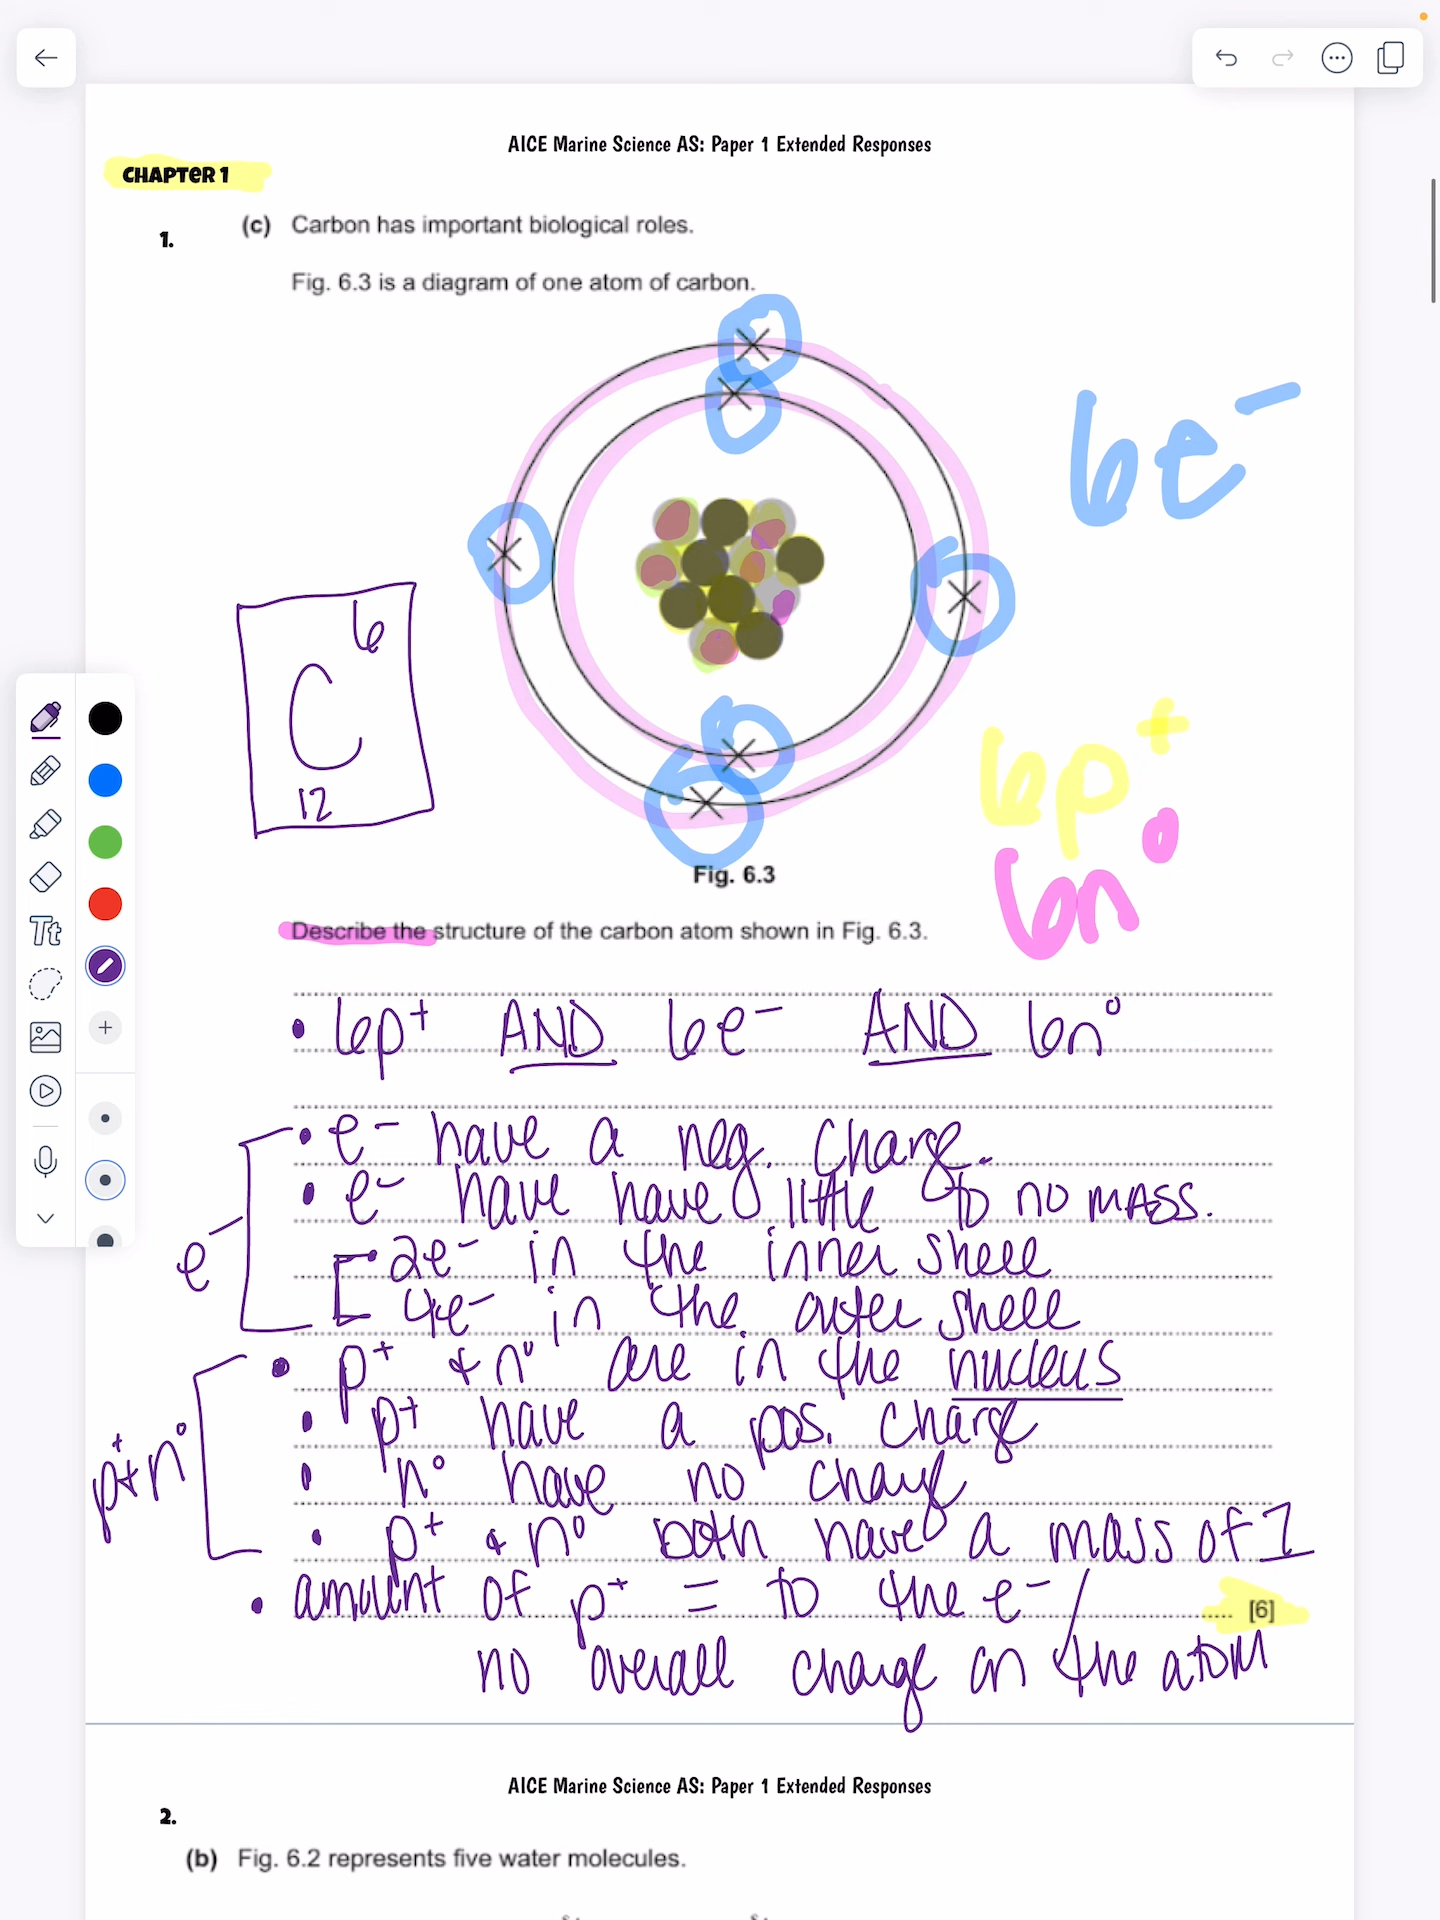 AICE Marine Science AS: Paper 1 Extended Responses
CHAPTER 1
1.
(c) Carbon has important biological roles.
Fig. 6.3 is a diagram of one atom of carbon.
6e⁻
6
C
12
6p⁺
6n⁰
Fig. 6.3
Describe the structure of the carbon atom shown in Fig. 6.3.
• 6p⁺ AND 6e⁻ AND 6n⁰
• e⁻ have a neg. charge.
• e⁻ have have little to no mass.
e⁻
• 2e⁻ in the inner shell
4e⁻ in the outer shell
• p⁺ & n⁰ are in the nucleus
• p⁺ have a pos. charge
p⁺+n⁰
• n⁰ have no charge
• p⁺ & n⁰ both have a mass of 1
• amount of p⁺ = to the e⁻/
[6]
no overall charge on the atom
AICE Marine Science AS: Paper 1 Extended Responses
2.
(b) Fig. 6.2 represents five water molecules.
Tt